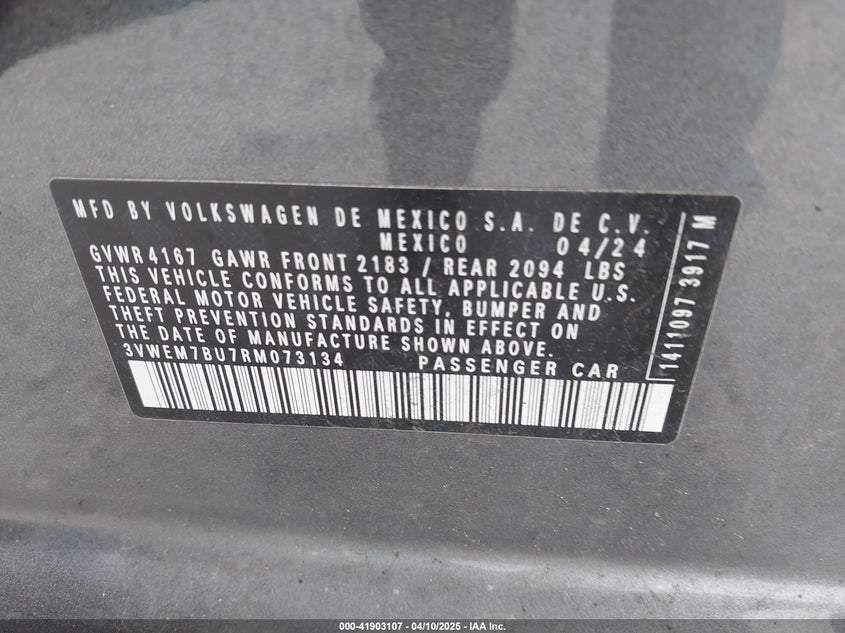 MFD BY VOLKSWAGEN DE MEXICO S.A. DE C.V.
MEXICO 04/24
GVWR 4167 GAWR FRONT 2183 / REAR 2094 LBS
THIS VEHICLE CONFORMS TO ALL APPLICABLE U.S.
FEDERAL MOTOR VEHICLE SAFETY, BUMPER AND
THEFT PREVENTION STANDARDS IN EFFECT ON
THE DATE OF MANUFACTURE SHOWN ABOVE.
3VWEM7BU7RM073134 PASSENGER CAR
1411097 3917 M
000-41903107 - 04/10/2025 - IAA Inc.